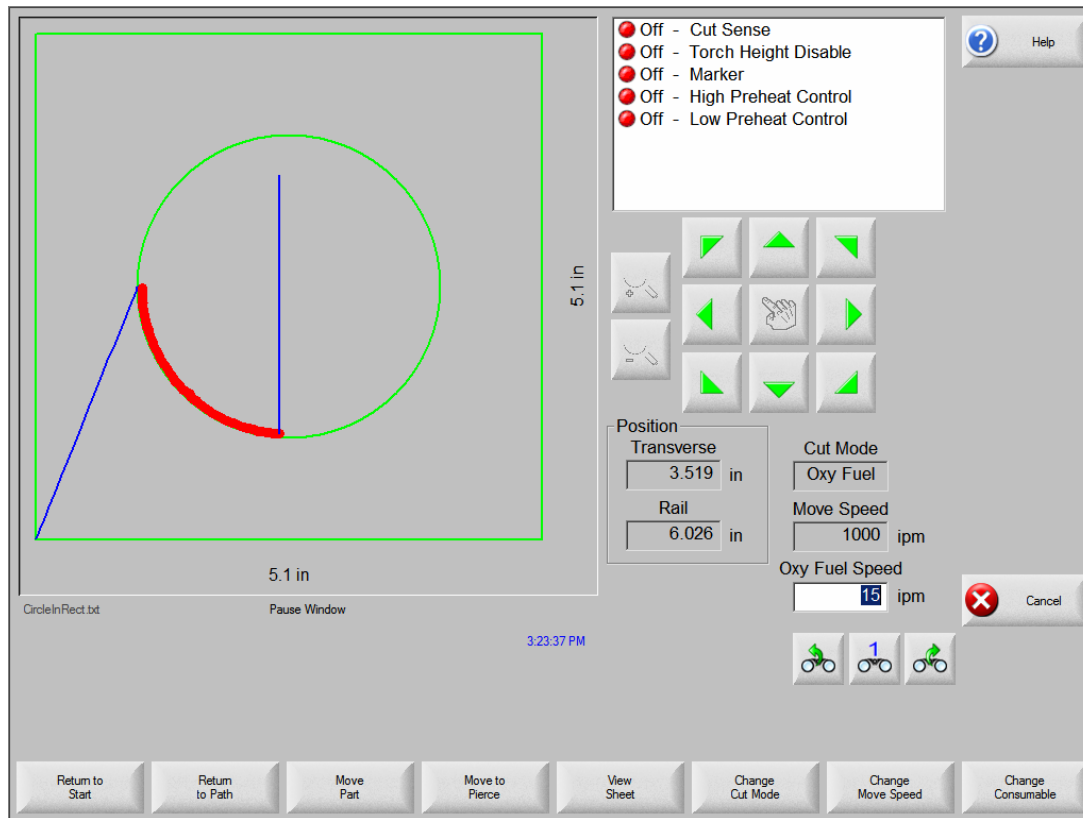 Off - Cut Sense
Off - Torch Height Disable
Off - Marker
Off - High Preheat Control
Off - Low Preheat Control
Help
5.1 in
5.1 in
Position
Transverse
3.519 in
Rail
6.026 in
Cut Mode
Oxy Fuel
Move Speed
1000 ipm
Oxy Fuel Speed
15 ipm
Cancel
CircleInRect.txt
Pause Window
3:23:37 PM
1
Return to
Start
Return
to Path
Move
Part
Move to
Pierce
View
Sheet
Change
Cut Mode
Change
Move Speed
Change
Consumable